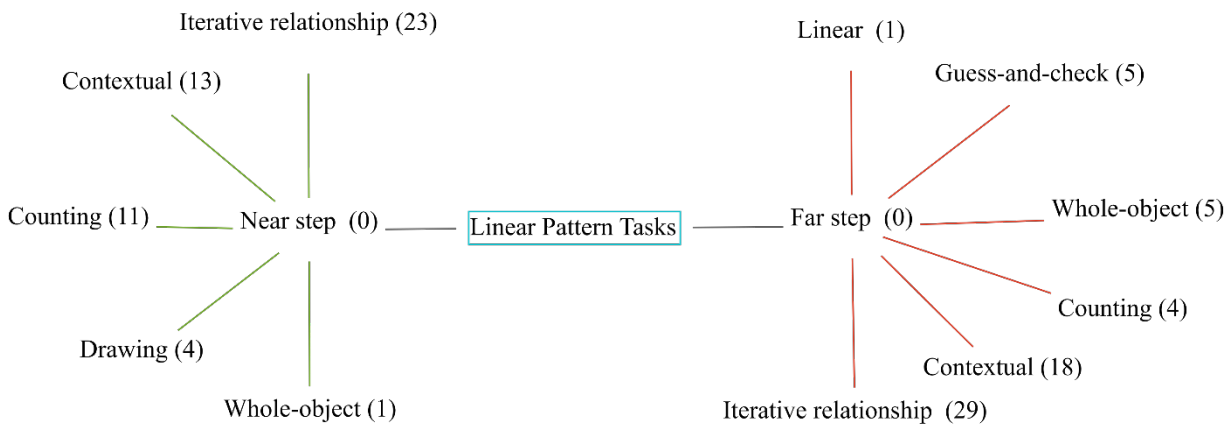 Iterative relationship (23)
Linear (1)
Contextual (13)
Guess-and-check (5)
Counting (11)
Near step (0)
Linear Pattern Tasks
Far step (0)
Whole-object (5)
Counting (4)
Drawing (4)
Contextual (18)
Whole-object (1)
Iterative relationship (29)